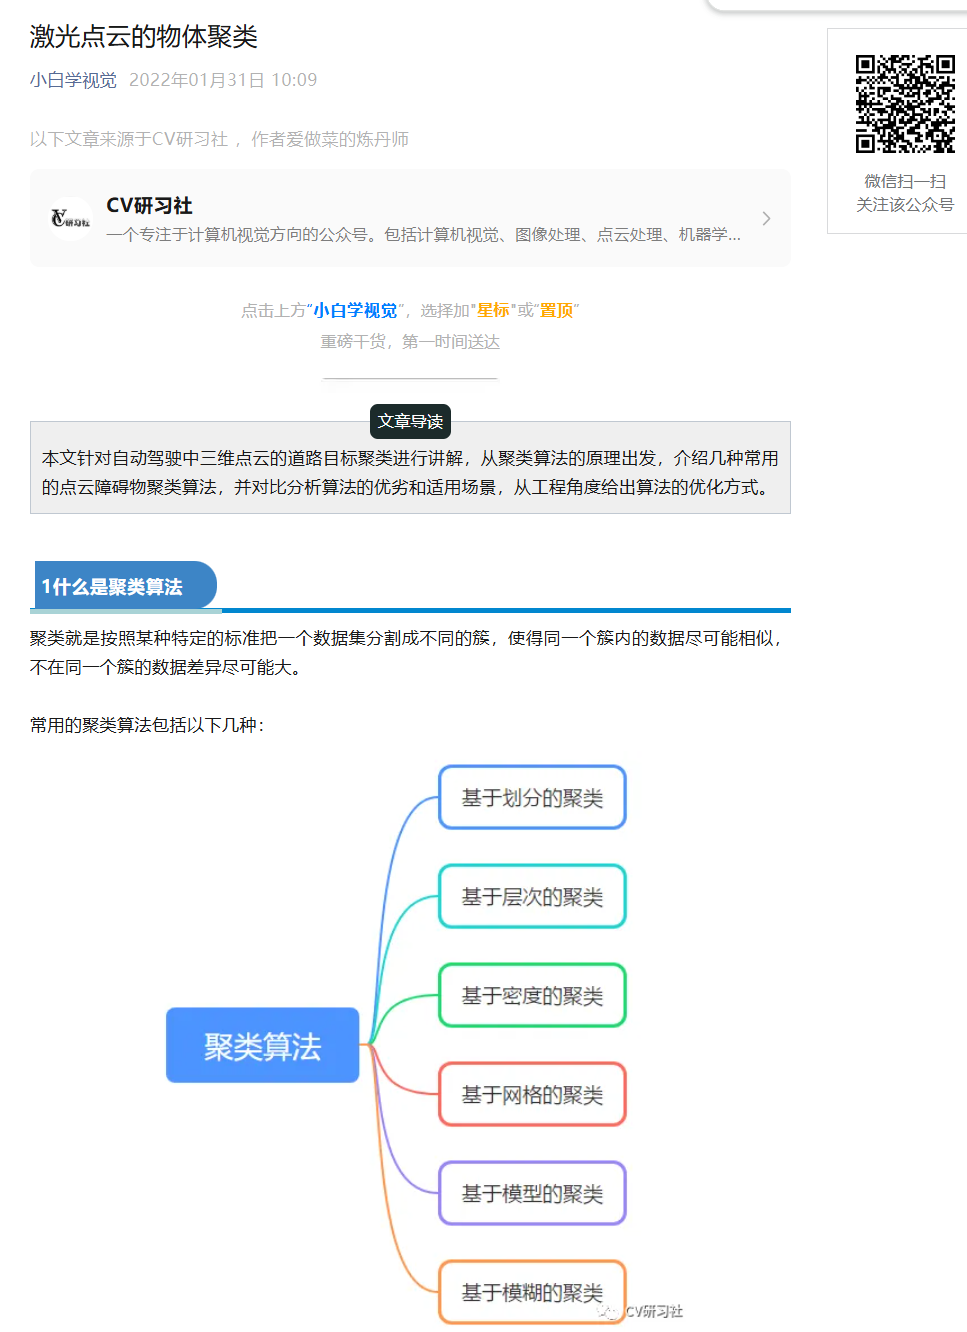 激光点云的物体聚类
小白学视觉 2022年01月31日 10:09
以下文章来源于CV研习社 ，作者爱做菜的炼丹师
CV研习社
CV研习社
一个专注于计算机视觉方向的公众号。包括计算机视觉、图像处理、点云处理、机器学...
微信扫一扫
关注该公众号
点击上方“小白学视觉”，选择加"星标"或“置顶”
重磅干货，第一时间送达
文章导读
本文针对自动驾驶中三维点云的道路目标聚类进行讲解，从聚类算法的原理出发，介绍几种常用
的点云障碍物聚类算法，并对比分析算法的优劣和适用场景，从工程角度给出算法的优化方式。
1什么是聚类算法
聚类就是按照某种特定的标准把一个数据集分割成不同的簇，使得同一个簇内的数据尽可能相似，
不在同一个簇的数据差异尽可能大。
常用的聚类算法包括以下几种：
聚类算法
基于划分的聚类
基于层次的聚类
基于密度的聚类
基于网格的聚类
基于模型的聚类
基于模糊的聚类
CV研习社